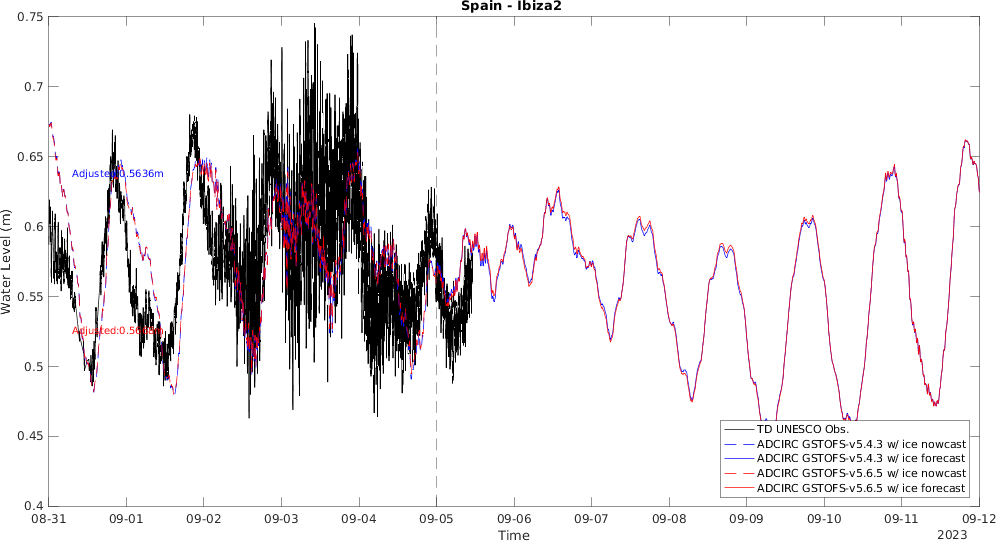 Spain - Ibiza2
0.75
0.7
0.65
0.6
0.55
0.5
0.45
0.4
Water Level (m)
Adjusted:0.5636m
TD UNESCO Obs.
ADCIRC GSTOFS-v5.4.3 w/ ice nowcast
ADCIRC GSTOFS-v5.4.3 w/ ice forecast
ADCIRC GSTOFS-v5.6.5 w/ ice nowcast
ADCIRC GSTOFS-v5.6.5 w/ ice forecast
08-31 09-01 09-02 09-03 09-04 09-05 09-06 09-07 09-08 09-09 09-10 09-11 09-12
Time
2023